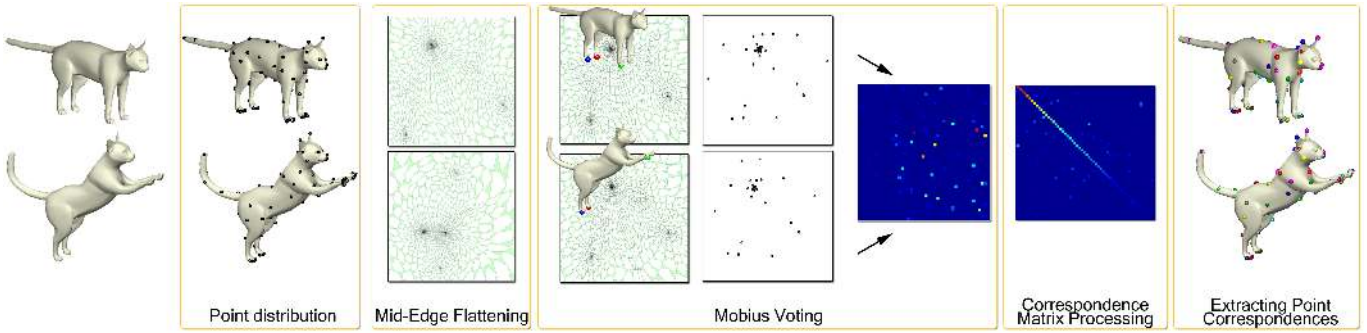 Point distribution
Mid-Edge Flattening
Mobius Voting
Correspondence
Matrix Processing
Extracting Point
Correspondences